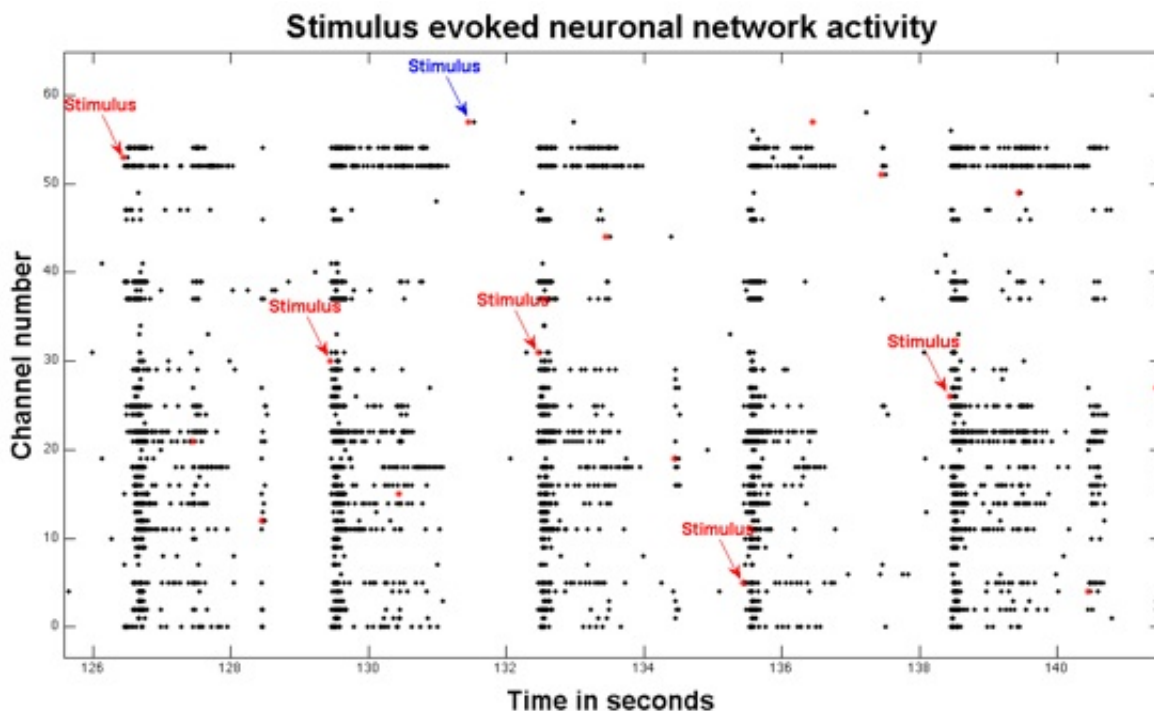 Stimulus evoked neuronal network activity
Stimulus
Stimulus
Stimulus
Stimulus
Stimulus
Stimulus
Channel number
60
50
40
30
20
10
0
126
128
130
132
134
136
138
140
Time in seconds